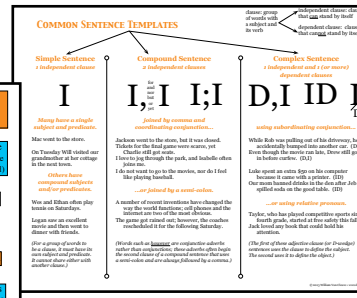 COMMON SENTENCE TEMPLATES
clause: group
of words with
a subject and
its verb
independent clause: clau
that can stand by itself
dependent clause: clause
that cannot stand by itse
Simple Sentence
1 independent clause
I
Many have a single
subject and predicate.
Mac went to the store.
On Tuesday Will visited our
grandmother at her cottage
in the next town.
Others have
compound subjects
and/or predicates.
Wes and Ethan often play
tennis on Saturdays.
Logan saw an excellent
movie and then went to
dinner with friends.
(For a group of words to
be a clause, it must have its
own subject and predicate.
It cannot share either with
another clause.)
Compound Sentence
2 independent clauses
I, I I;I
for
and
nor
but
or
yet
joined by comma and
coordinating conjunction...
Jackson went to the store, but it was closed.
Tickets for the final game were scarce, yet
Charlie still got seats.
I love to jog through the park, and Isabelle often
joins me.
I do not want to go to the movies, nor do I feel
like playing baseball.
...or joined by a semi-colon.
A number of recent inventions have changed the
way the world functions; cell phones and the
internet are two of the most obvious.
The game got rained out; however, the coaches
rescheduled it for the following Saturday.
(Words such as however are conjunctive adverbs
rather than conjunctions; these adverbs often begin
the second clause of a compound sentence that uses
a semi-colon and are always followed by a comma.)
Complex Sentence
1 independent and 1 (or more)
dependent clauses
D,I ID
using subordinating conjunction...
While Rob was pulling out of his driveway, he
accidentally bumped into another car. (D,I)
Even though the movie ran late, Drew still go
in before curfew. (D,I)
Luke spent an extra $50 on his computer
because it came with a printer. (ID)
Our mom banned drinks in the den after Jeb
spilled soda on the good table. (ID)
...or using relative pronoun.
Taylor, who has played competitive sports sin
fourth grade, started at free safety this fall
Jack loved any book that could hold his
attention.
(The first of these adjective clause (or D-wedge)
sentences uses the clause to define the subject.
The second uses it to define the object.)